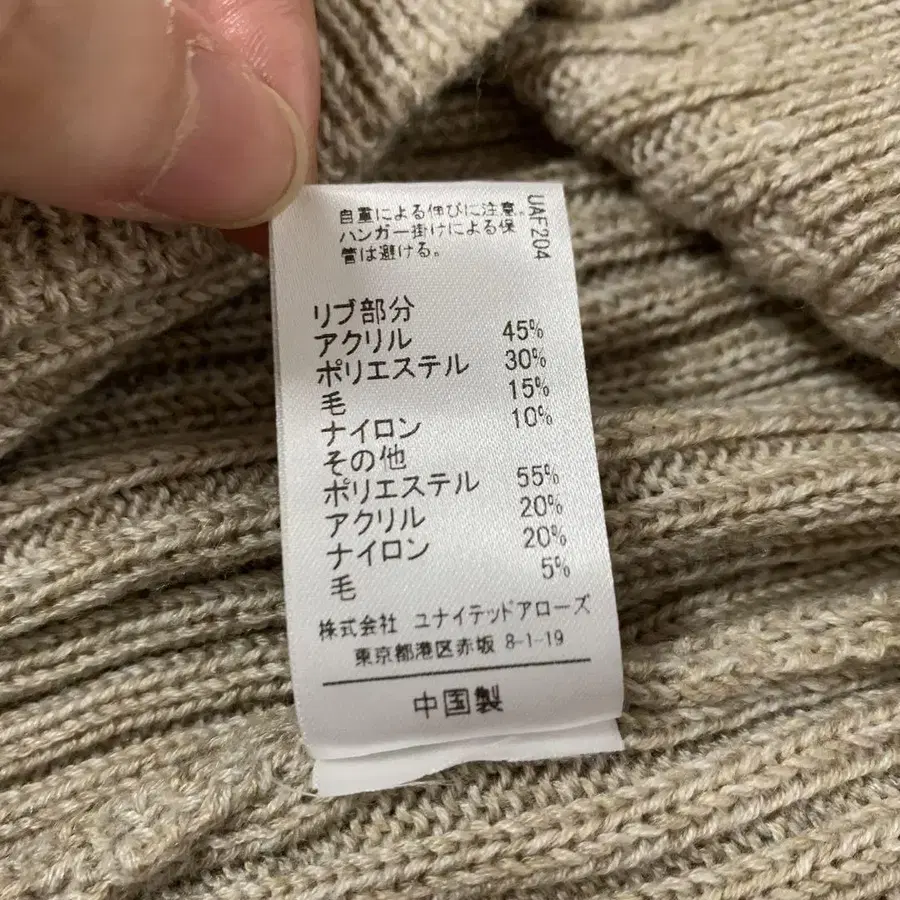 自重による伸びに注意。
ハンガー掛けによる保
管は避ける。
UAF204
リブ部分
アクリル 45%
ポリエステル 30%
毛 15%
ナイロン 10%
その他
ポリエステル 55%
アクリル 20%
ナイロン 20%
毛 5%
株式会社 ユナイテッドアローズ
東京都港区赤坂 8-1-19
中国製